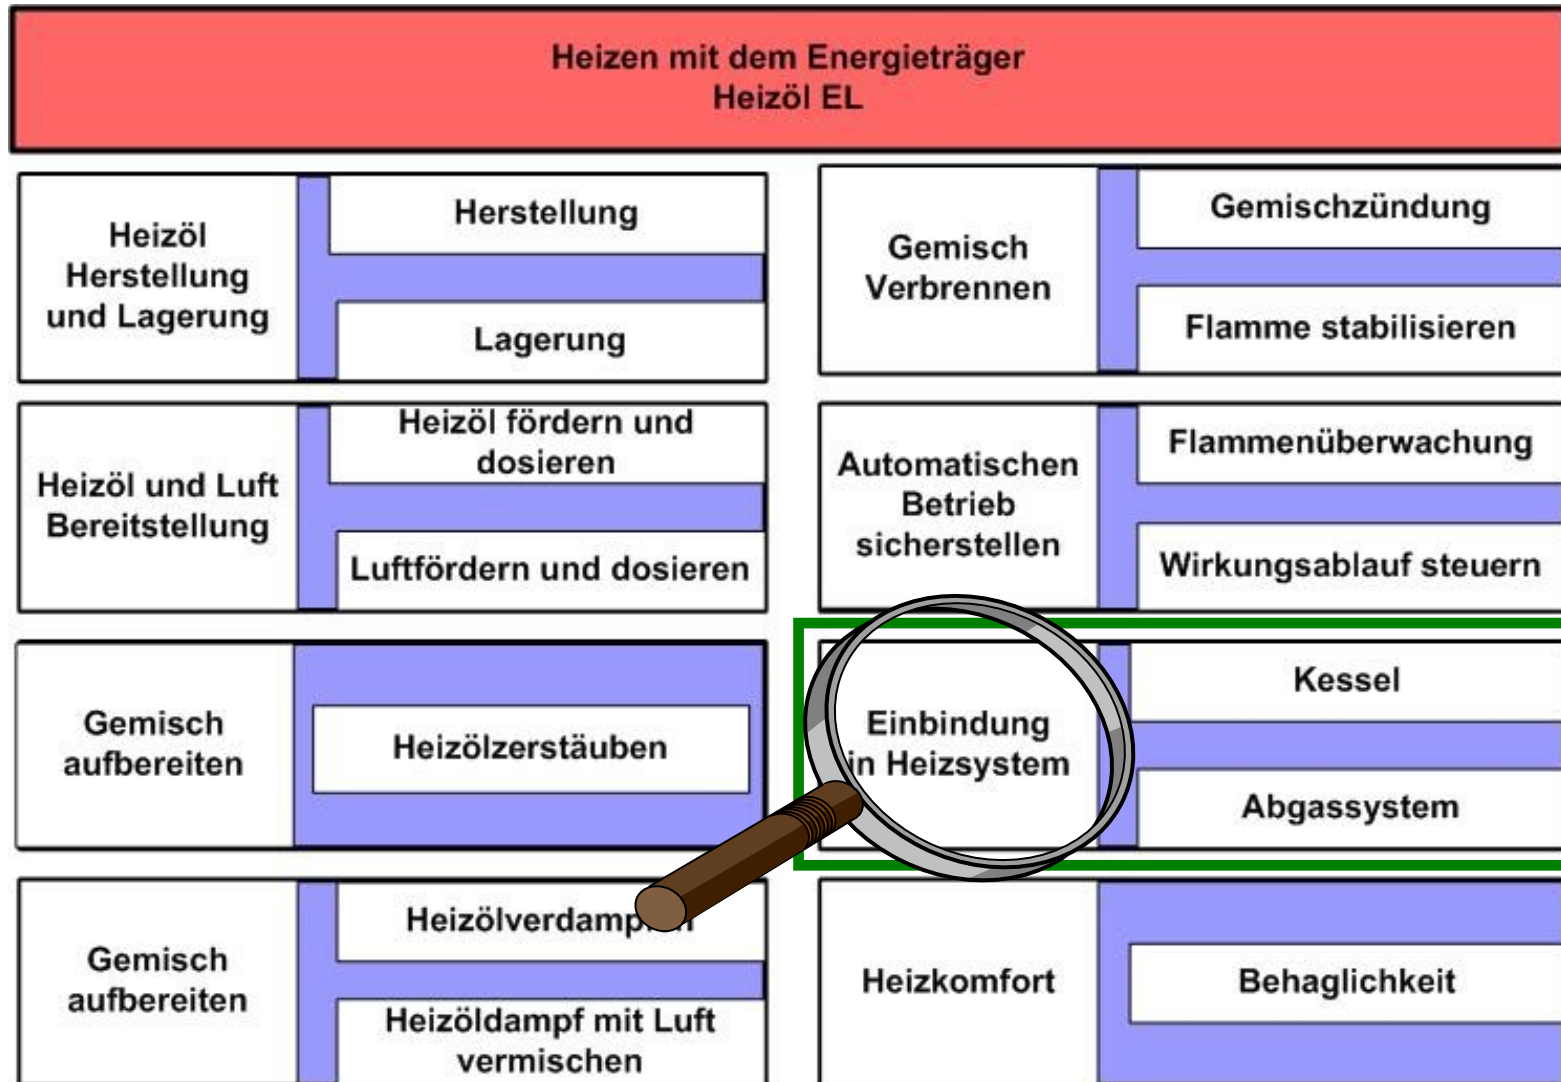 Heizen mit dem Energieträger
Heizöl EL
Heizöl
Herstellung
und Lagerung
Herstellung
Lagerung
Heizöl und Luft
Bereitstellung
Heizöl fördern und
dosieren
Luftfördern und dosieren
Gemisch
aufbereiten
Heizölzerstäuben
Gemisch
aufbereiten
Heizöldampf mit Luft
vermischen
Gemisch
Verbrennen
Gemischzündung
Flamme stabilisieren
Automatischen
Betrieb
sicherstellen
Flammenüberwachung
Wirkungsablauf steuern
Einbindung
in Heizsystem
Kessel
Abgassystem
Heizkomfort
Behaglichkeit